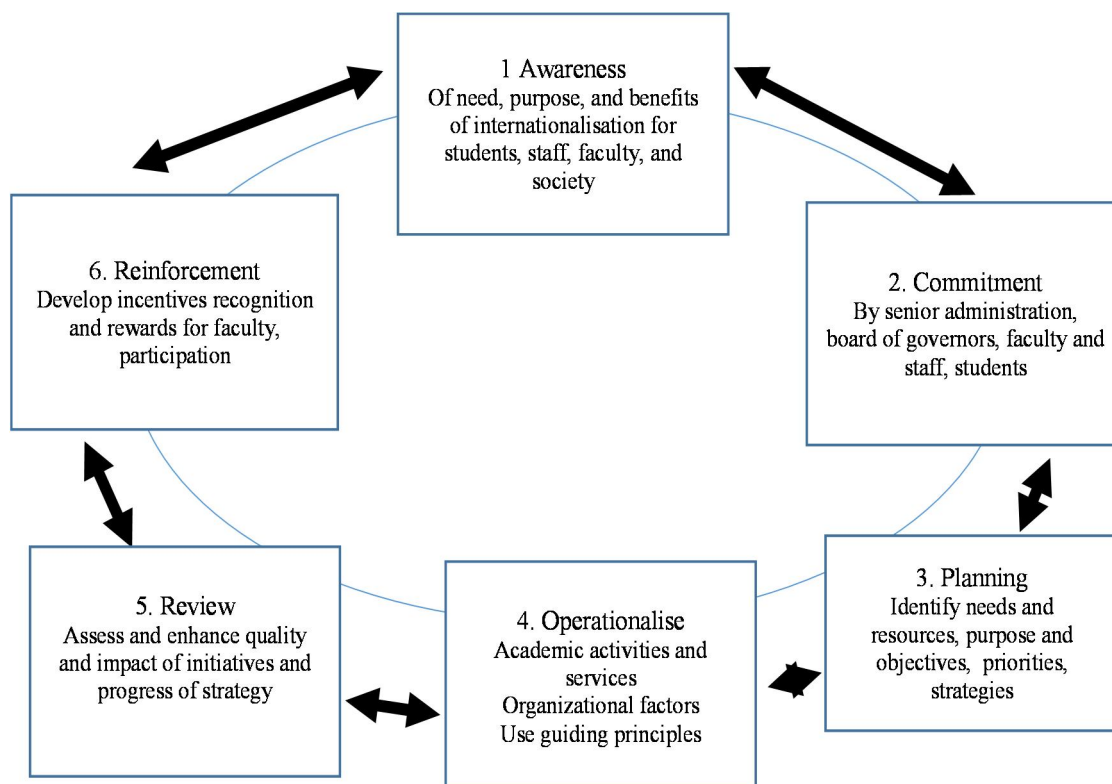 1 Awareness
Of need, purpose, and benefits
of internationalisation for
students, staff, faculty, and
society
2. Commitment
By senior administration,
board of governors, faculty and
staff, students
3. Planning
Identify needs and
resources, purpose and
objectives, priorities,
strategies
4. Operationalise
Academic activities and
services
Organizational factors
Use guiding principles
5. Review
Assess and enhance quality
and impact of initiatives and
progress of strategy
6. Reinforcement
Develop incentives recognition
and rewards for faculty,
participation